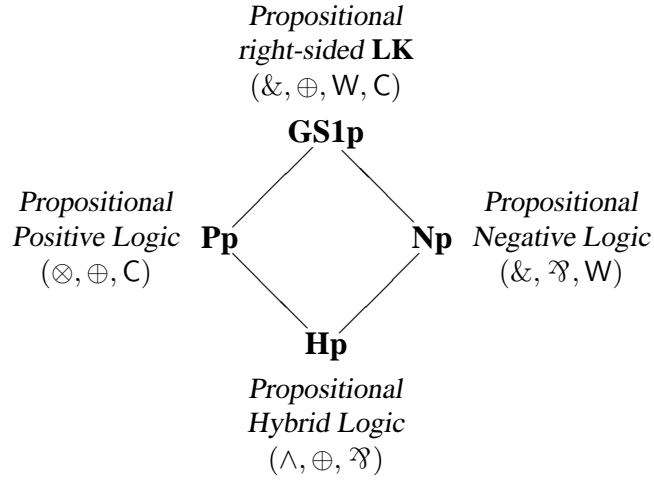 Propositional
right-sided LK
(&, ⊕, W, C)
GS1p
Propositional
Positive Logic
(⊗, ⊕, C)
Pp
Np
Propositional
Negative Logic
(&, ⅋, W)
Hp
Propositional
Hybrid Logic
(∧, ⊕, ⅋)